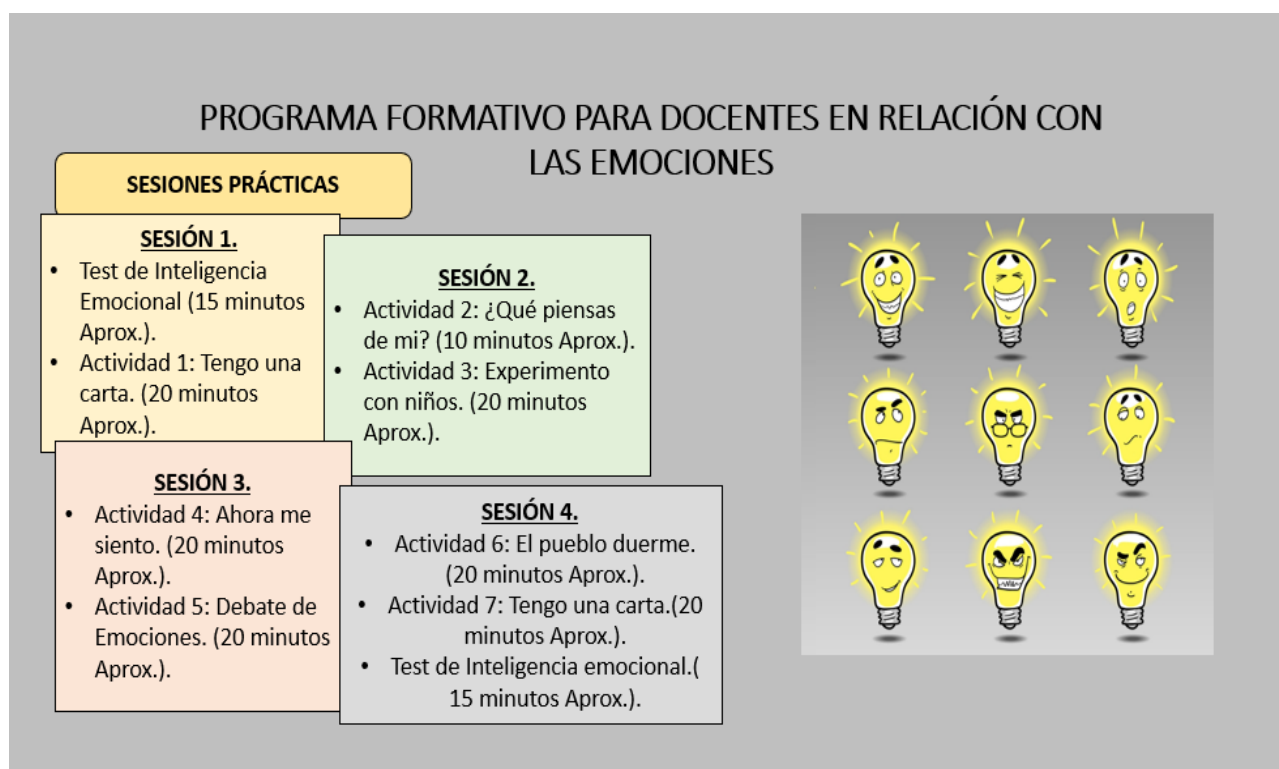 PROGRAMA FORMATIVO PARA DOCENTES EN RELACIÓN CON
LAS EMOCIONES
SESIONES PRÁCTICAS
SESIÓN 1.
• Test de Inteligencia
Emocional (15 minutos
Aprox.).
• Actividad 1: Tengo una
carta. (20 minutos
Aprox.).
SESIÓN 2.
• Actividad 2: ¿Qué piensas
de mi? (10 minutos Aprox.).
• Actividad 3: Experimento
con niños. (20 minutos
Aprox.).
SESIÓN 3.
• Actividad 4: Ahora me
siento. (20 minutos
Aprox.).
• Actividad 5: Debate de
Emociones. (20 minutos
Aprox.).
SESIÓN 4.
• Actividad 6: El pueblo duerme.
(20 minutos Aprox.).
• Actividad 7: Tengo una carta.(20
minutos Aprox.).
• Test de Inteligencia emocional.(
15 minutos Aprox.).